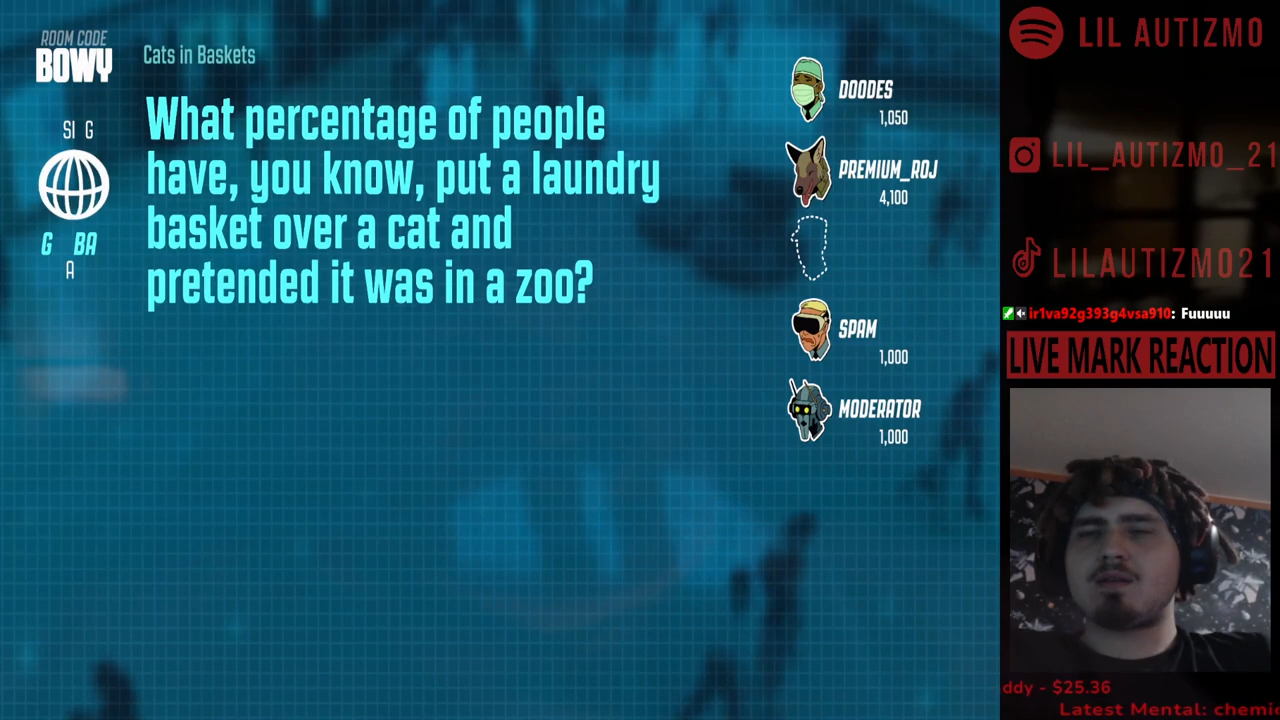 ROOM CODE
BOWY
Cats in Baskets
What percentage of people
have, you know, put a laundry
basket over a cat and
pretended it was in a zoo?
SI G
G BA
A
DOODES
1,050
PREMIUM_ROJ
4,100
SPAM
1,000
MODERATOR
1,000
LIL AUTIZMO
LIL_AUTIZMO_21
LILAUTIZMO21
ir1va92g393g4vsa910: Fuuuuu
LIVE MARK REACTION
ddy - $25.36
Latest Mental: chemi